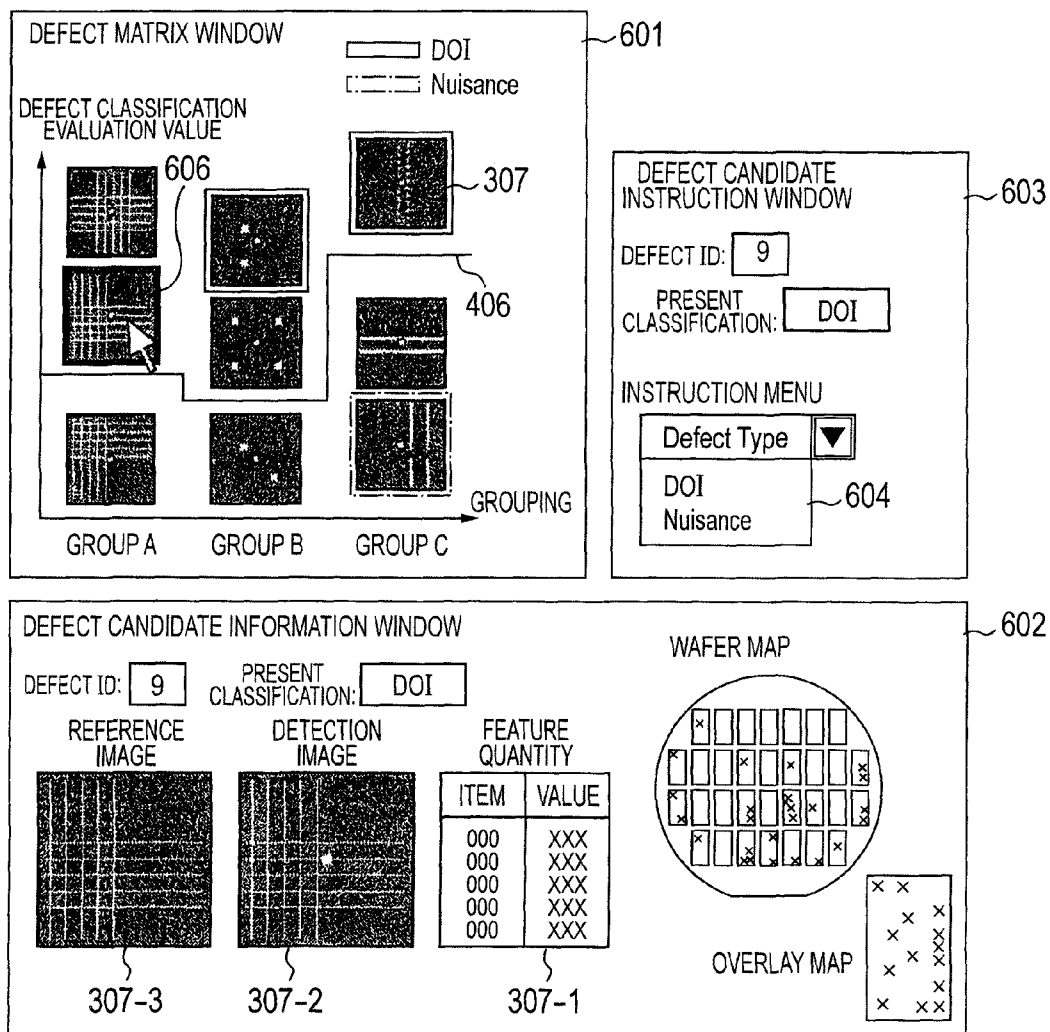 DEFECT MATRIX WINDOW
601
DOI
Nuisance
DEFECT CLASSIFICATION
EVALUATION VALUE
606
307
406
GROUPING
GROUP A
GROUP B
GROUP C
DEFECT CANDIDATE
INSTRUCTION WINDOW
603
DEFECT ID: 9
PRESENT
CLASSIFICATION: DOI
INSTRUCTION MENU
Defect Type
DOI
Nuisance
604
DEFECT CANDIDATE INFORMATION WINDOW
602
DEFECT ID: 9
PRESENT
CLASSIFICATION: DOI
REFERENCE
IMAGE
DETECTION
IMAGE
FEATURE
QUANTITY
ITEM VALUE
000 XXX
000 XXX
000 XXX
000 XXX
000 XXX
307-3
307-2
307-1
WAFER MAP
OVERLAY MAP